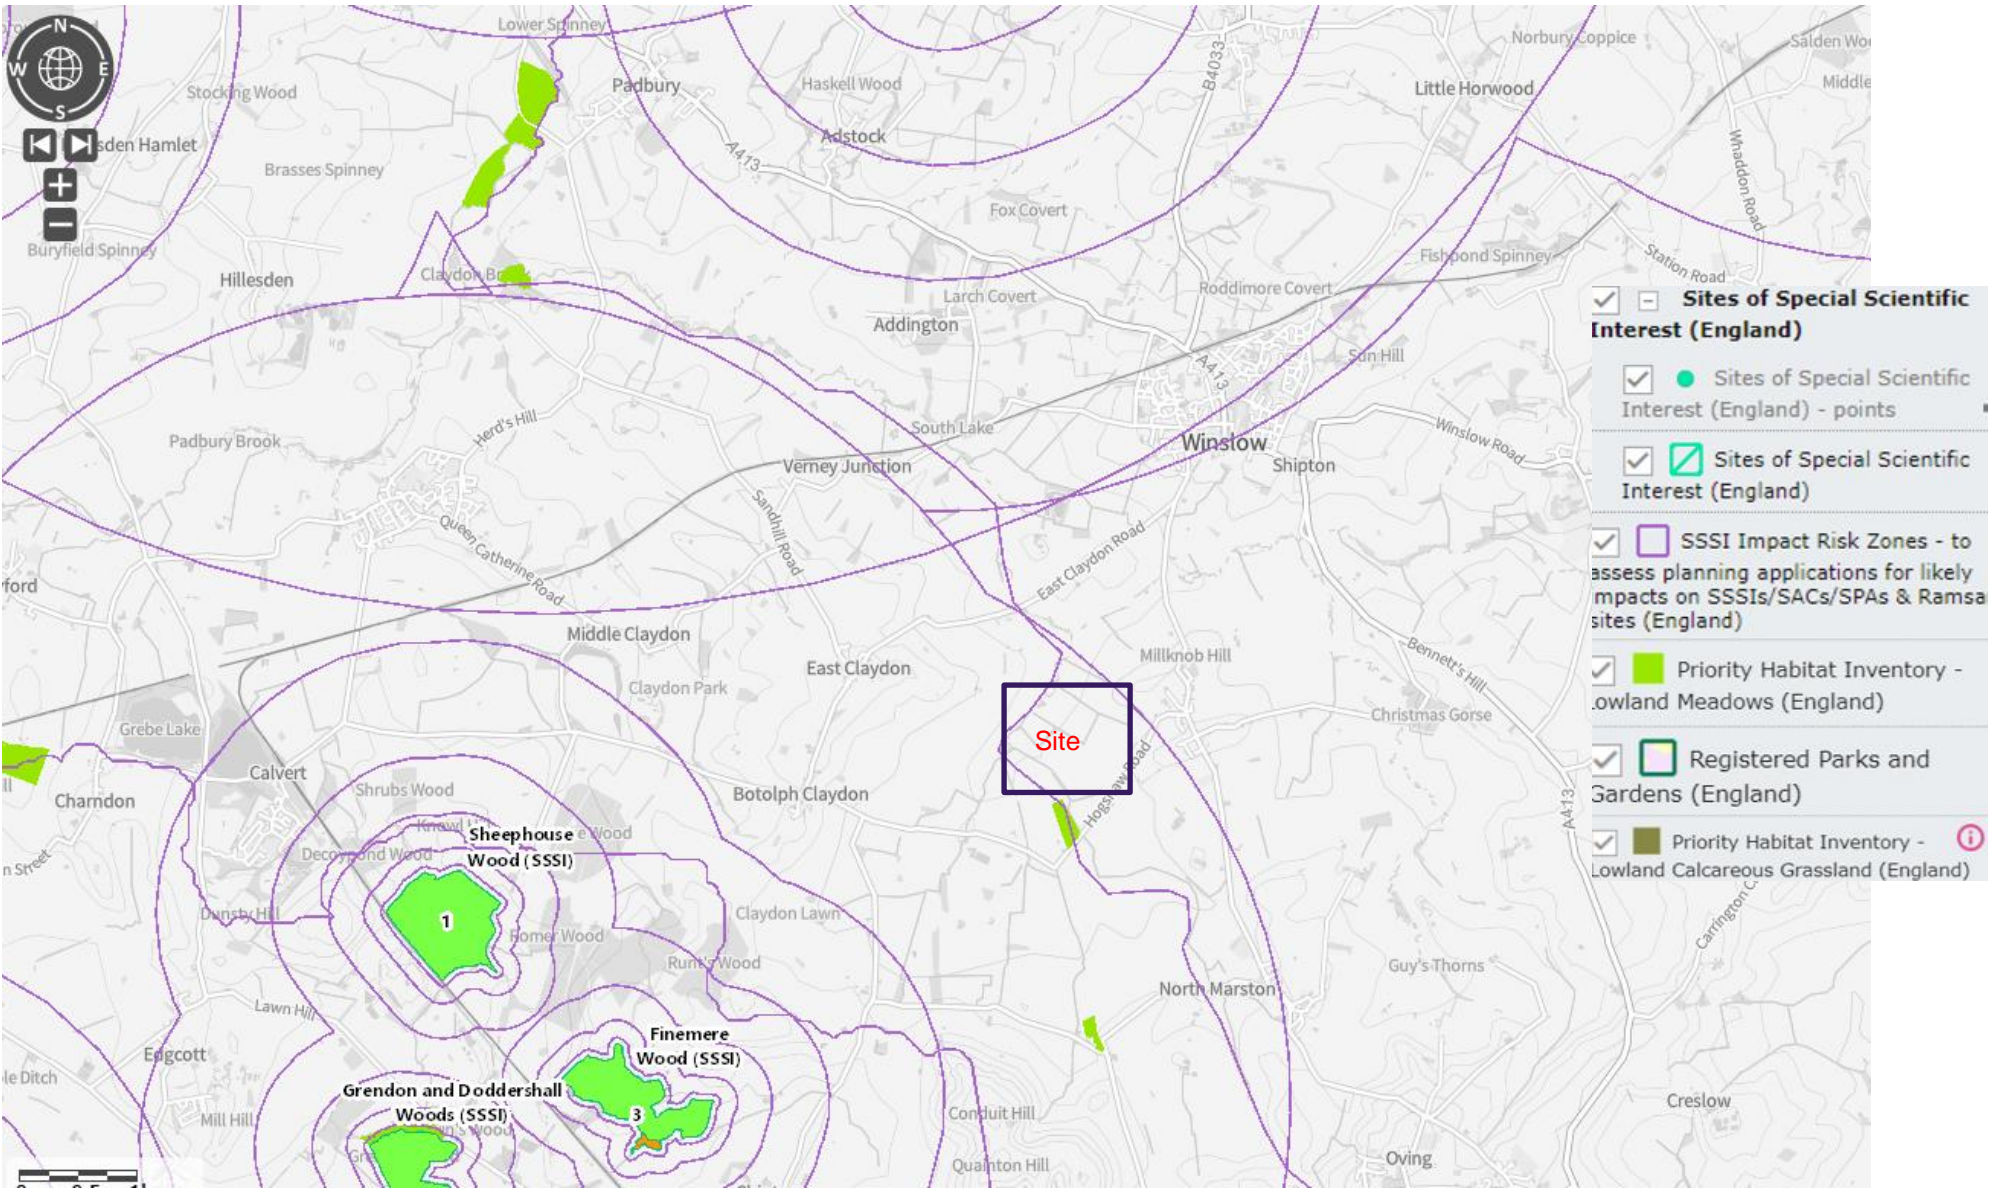 Lower Spinney
N
W
E
S
Stocking Wood
Padbury
Haskell Wood
B4033
Norbury Coppice
Salden
Middle
Little Horwood
sden Hamlet
Adstock
A413
Brasses Spinney
Whaddon Road
Fox Covert
Buryfield Spinney
Hillesden
Claydon
Fishpond Spinney
Station Road
Larch Covert
Roddimore Covert
Addington
Sun Hill
A413
Herd's Hill
Padbury Brook
South Lake
Winslow
Winslow Road
Verney Junction
Shipton
Sandhill Road
Queen Catherine Road
East Claydon Road
ford
Middle Claydon
East Claydon
Millknob Hill
Bennett's Hill
Claydon Park
Christmas Gorse
Grebe Lake
Site
Hogshaw Road
Calvert
Charndon
Shrubs Wood
Botolph Claydon
A413
Sheephouse
Wood (SSSI)
e Wood
Decoypond Wood
n Street
1
Dunsty Hill
Claydon Lawn
Romer Wood
Runt's Wood
Guy's Thorns
North Marston
Lawn Hill
Edgcott
Finemere
Wood (SSSI)
le Ditch
Grendon and Doddershall
Woods (SSSI)
Mill Hill
3
Conduit Hill
Creslow
Quainton Hill
Oving
Sites of Special Scientific
Interest (England)
Sites of Special Scientific
Interest (England) - points
Sites of Special Scientific
Interest (England)
SSSI Impact Risk Zones - to
assess planning applications for likely
impacts on SSSIs/SACs/SPAs & Ramsa
sites (England)
Priority Habitat Inventory -
Lowland Meadows (England)
Registered Parks and
Gardens (England)
Priority Habitat Inventory -
Lowland Calcareous Grassland (England)